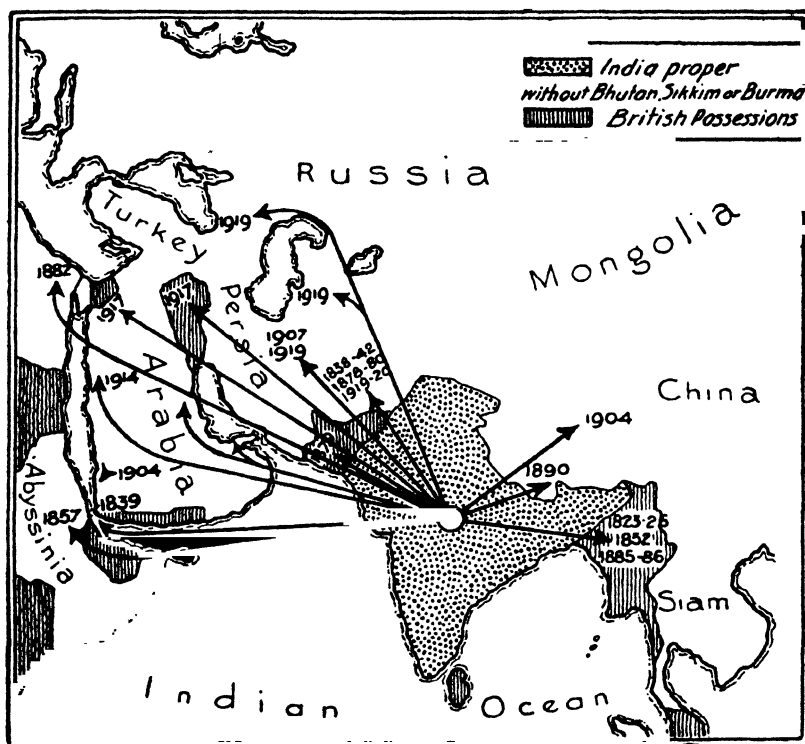 India proper
without Bhutan, Sikkim or Burma
British Possessions
Russia
Mongolia
Turkey
1919
1882
1917
1917
Persia
1919
1907
1919
1838-42
1878-80
1919-20
Arabia
1914
China
1904
1890
1904
Abyssinia
1839
1857
1823-26
1852
1885-86
Siam
Indian Ocean